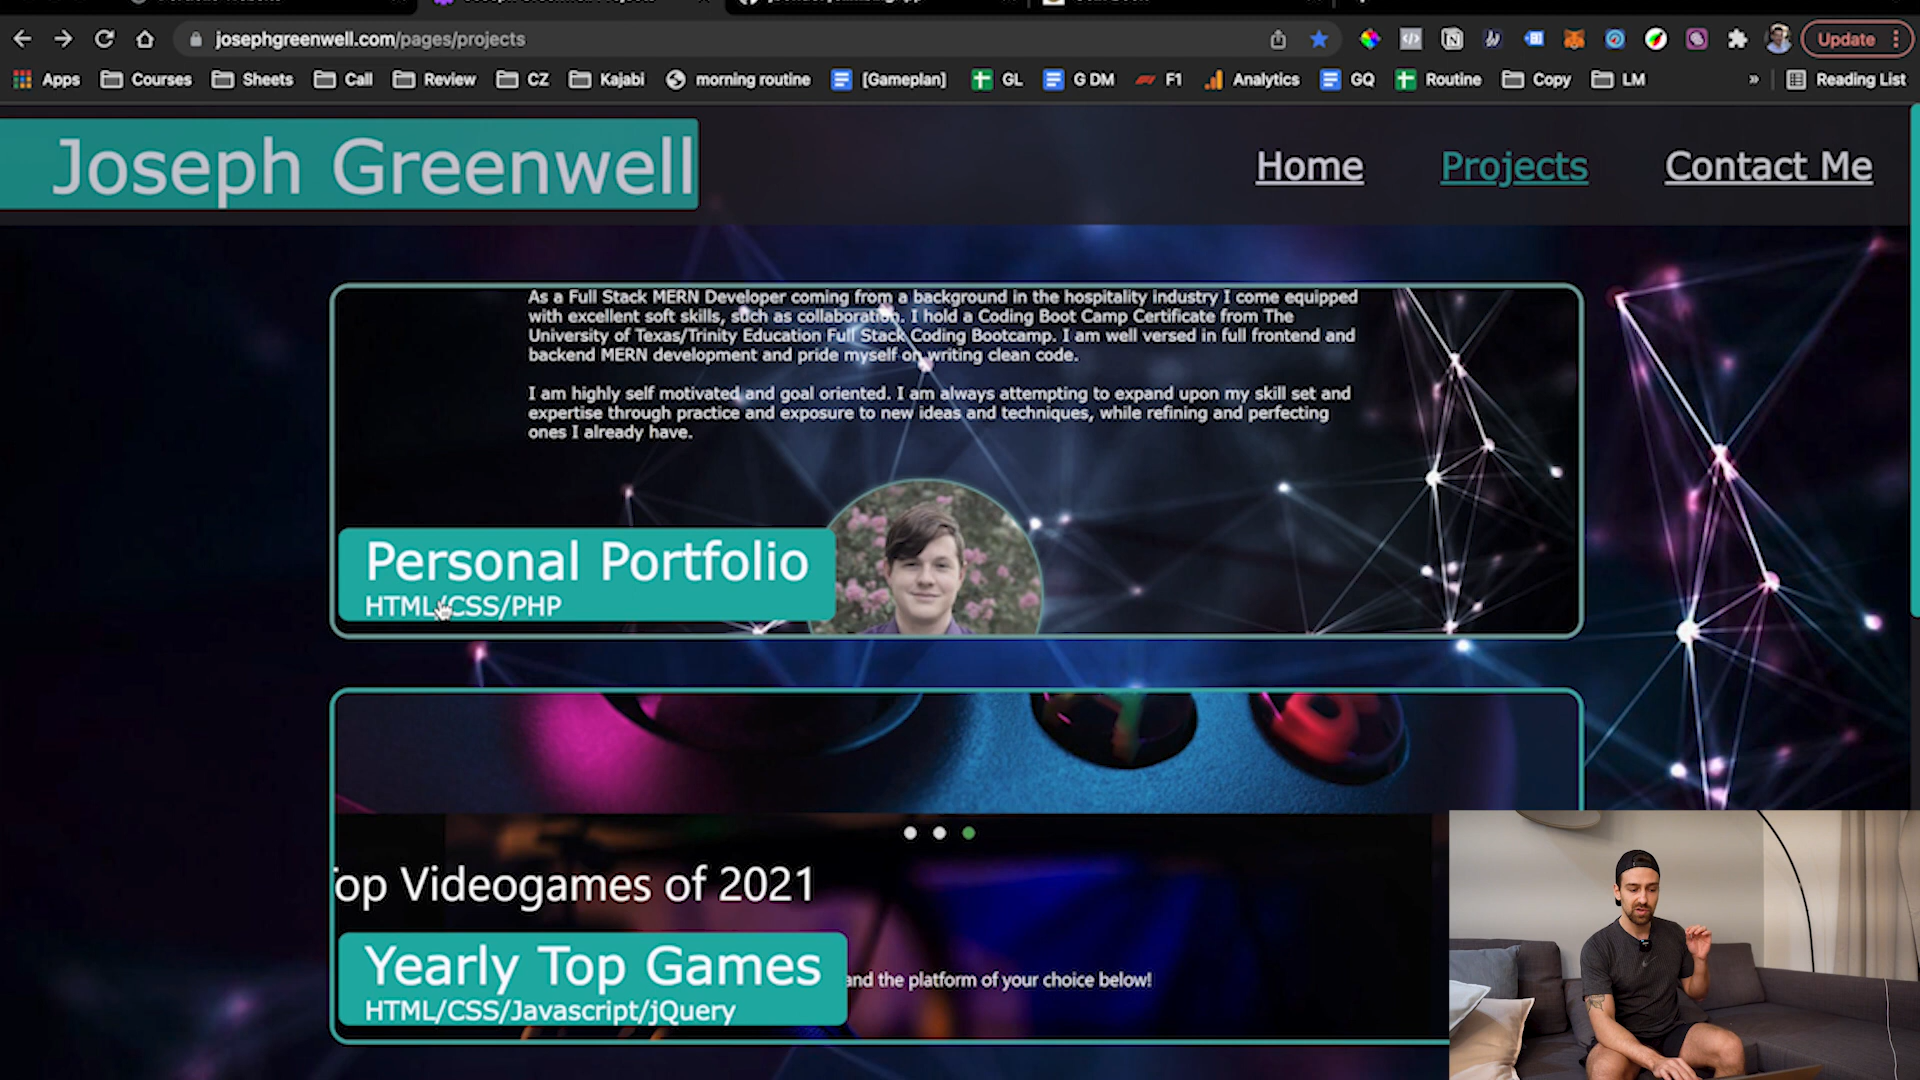 josephgreenwell.com/pages/projects
Update
Apps
Courses
Sheets
Call
Review
CZ
Kajabi
morning routine
[Gameplan]
GL
G DM
F1
Analytics
GQ
Routine
Copy
LM
»
Reading List
Joseph Greenwell
Home
Projects
Contact Me
As a Full Stack MERN Developer coming from a background in the hospitality industry I come equipped
with excellent soft skills, such as collaboration. I hold a Coding Boot Camp Certificate from The
University of Texas/Trinity Education Full Stack Coding Bootcamp. I am well versed in full frontend and
backend MERN development and pride myself on writing clean code.
I am highly self motivated and goal oriented. I am always attempting to expand upon my skill set and
expertise through practice and exposure to new ideas and techniques, while refining and perfecting
ones I already have.
Personal Portfolio
HTML/CSS/PHP
Top Videogames of 2021
Yearly Top Games
and the platform of your choice below!
HTML/CSS/Javascript/jQuery